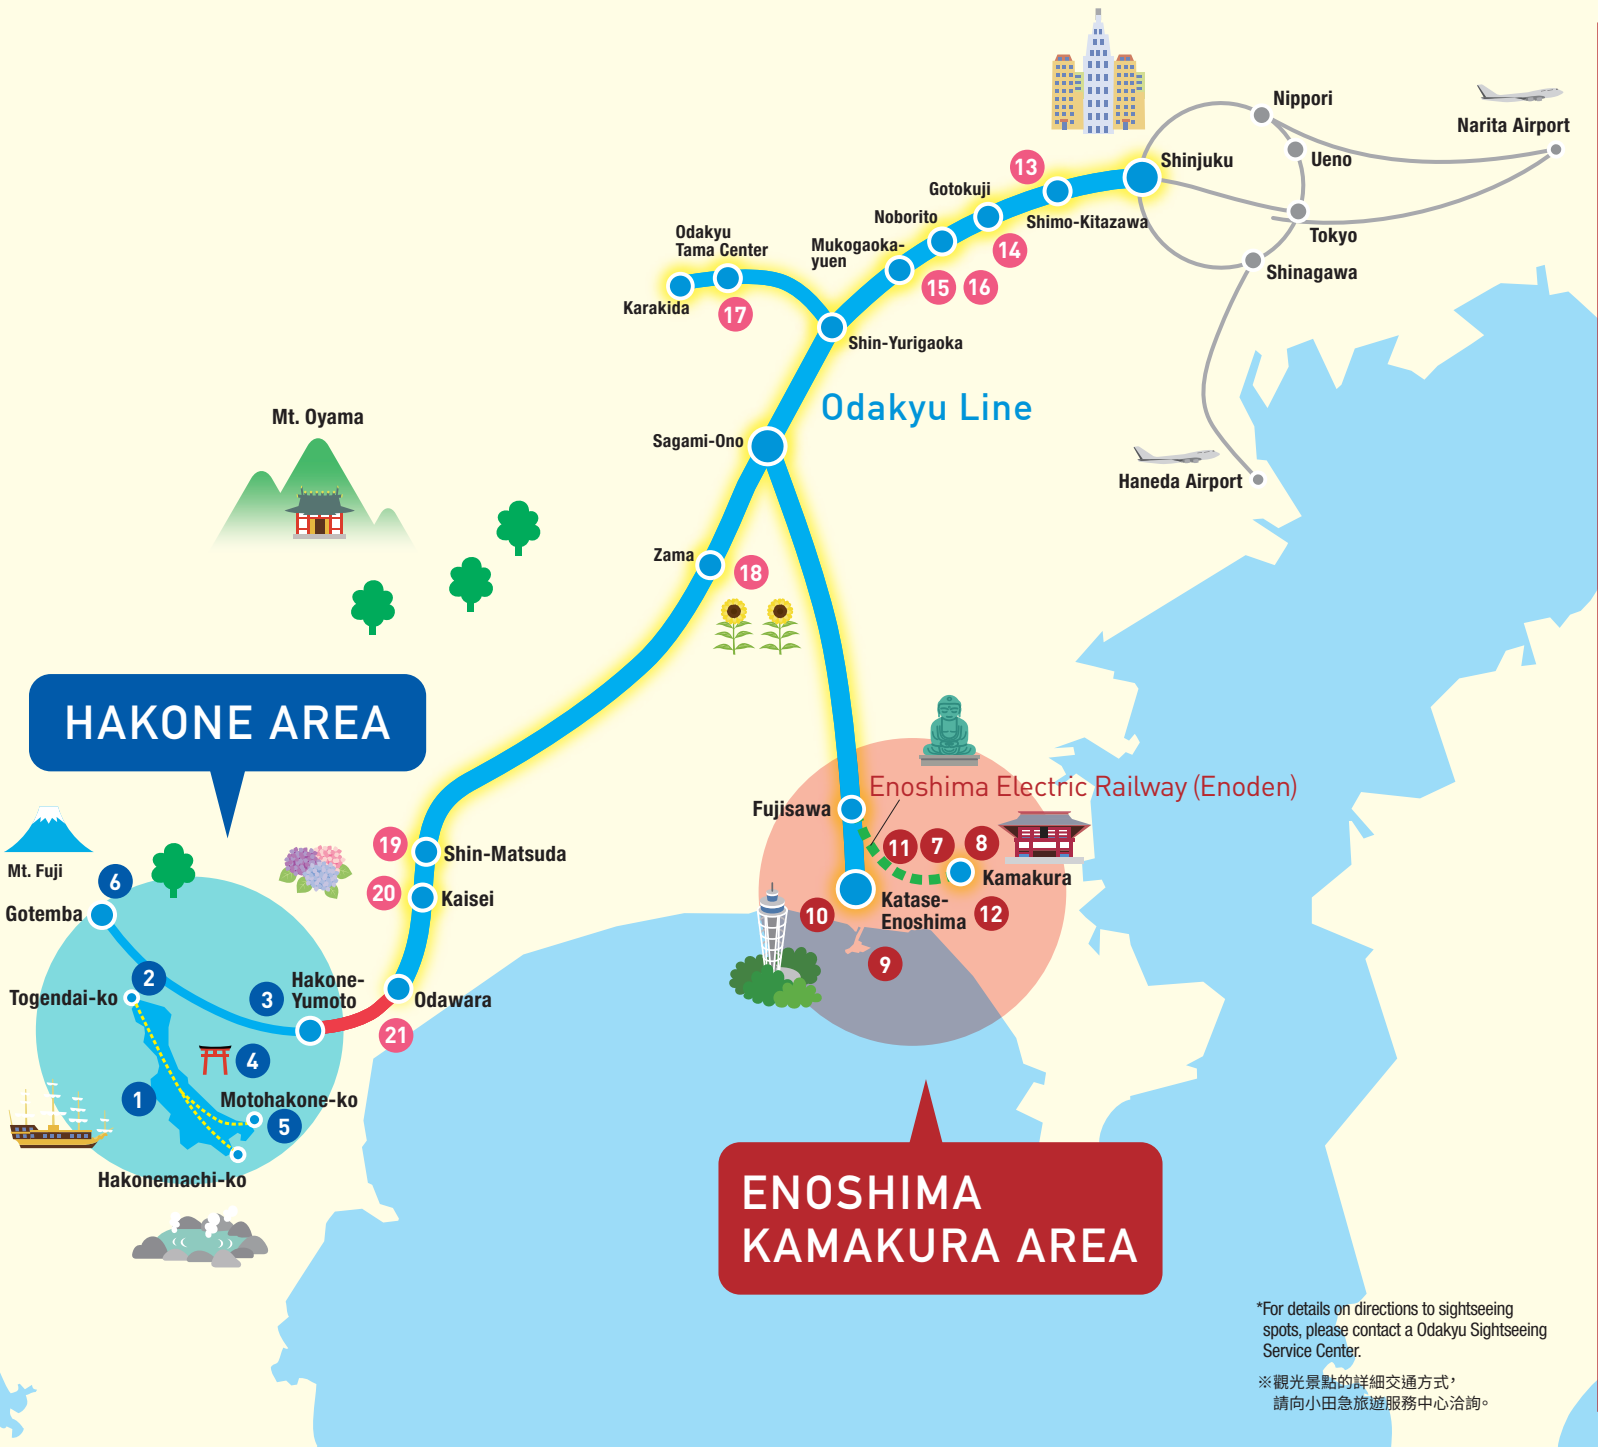 Nippori
Narita Airport
Shinjuku
Ueno
13
Gotokuji
Noborito
Shimo-Kitazawa
Tokyo
Odakyu
Tama Center
Mukogaoka-
yuen
14
Shinagawa
15
16
Karakida
17
Shin-Yurigaoka
Odakyu Line
Mt. Oyama
Sagami-Ono
Haneda Airport
Zama
18
HAKONE AREA
Enoshima Electric Railway (Enoden)
Fujisawa
11
7
8
19
Shin-Matsuda
Mt. Fuji
6
20
Kaisei
Kamakura
Gotemba
Katase-
Enoshima
10
12
9
2
3
Hakone-
Yumoto
Togendai-ko
Odawara
21
4
1
Motohakone-ko
5
Hakonemachi-ko
ENOSHIMA
KAMAKURA AREA
*For details on directions to sightseeing
spots, please contact a Odakyu Sightseeing
Service Center.
※觀光景點的詳細交通方式，
請向小田急旅遊服務中心洽詢。